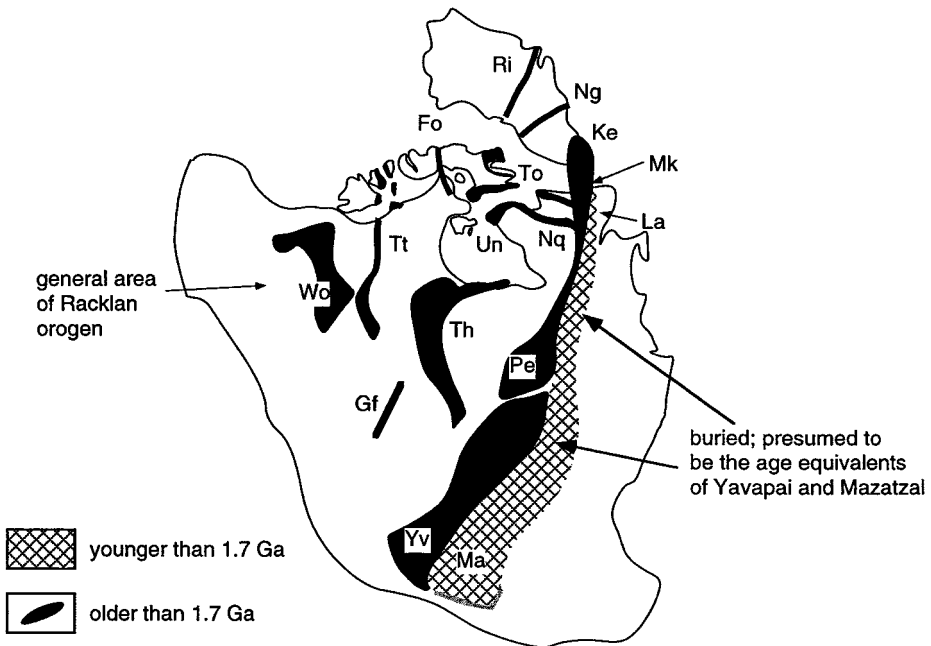 Ri
Ng
Fo
Ke
Mk
To
La
Tt
Un
Nq
general area
of Racklan
orogen
Wo
Th
Pe
Gf
buried; presumed to
be the age equivalents
of Yavapai and Mazatzal
Yv
Ma
younger than 1.7 Ga
older than 1.7 Ga